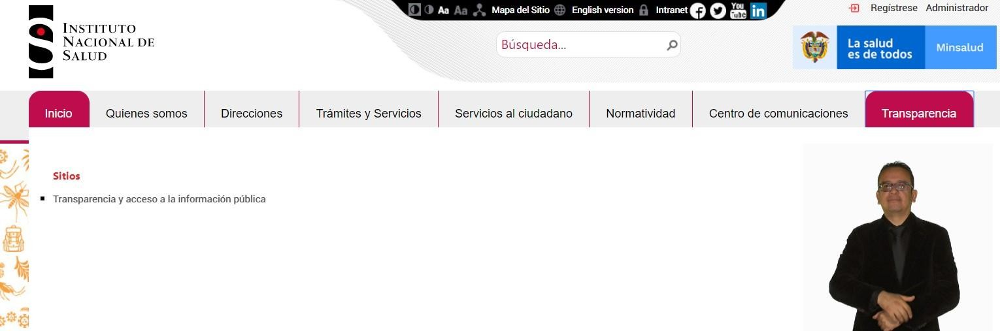 INSTITUTO
NACIONAL DE
SALUD
Aa Aa Mapa del Sitio English version Intranet You Tube in
Regístrese Administrador
Búsqueda...
La salud
es de todos
Minsalud
Inicio Quienes somos Direcciones Trámites y Servicios Servicios al ciudadano Normatividad Centro de comunicaciones Transparencia
Sitios
Transparencia y acceso a la información pública